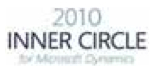 2010
INNER CIRCLE
for Microsoft Dynamics